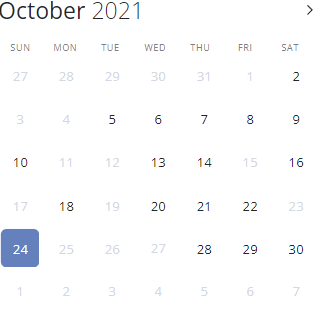 October 2021 >
SUN MON TUE WED THU FRI SAT
27 28 29 30 31 1 2
3 4 5 6 7 8 9
10 11 12 13 14 15 16
17 18 19 20 21 22 23
24 25 26 27 28 29 30
1 2 3 4 5 6 7